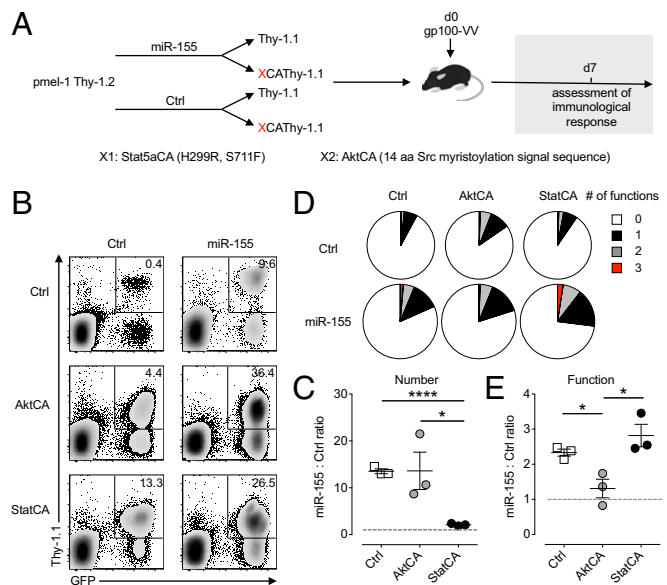 A
miR-155
Thy-1.1
XCAThy-1.1
pmel-1 Thy-1.2
Ctrl
Thy-1.1
XCAThy-1.1
d0
gp100-VV
d7
assessment of
immunological
response
X1: Stat5aCA (H299R, S711F)
X2: AktCA (14 aa Src myristoylation signal sequence)
B
Ctrl
miR-155
Ctrl
0.4
9.6
AktCA
4.4
36.4
StatCA
13.3
26.5
Thy-1.1
GFP
D
Ctrl
AktCA
StatCA
# of functions
0
1
2
3
Ctrl
miR-155
C
Number
****
*
miR-155 : Ctrl ratio
30
20
10
0
Ctrl
AktCA
StatCA
E
Function
*
*
miR-155 : Ctrl ratio
4
3
2
1
0
Ctrl
AktCA
StatCA